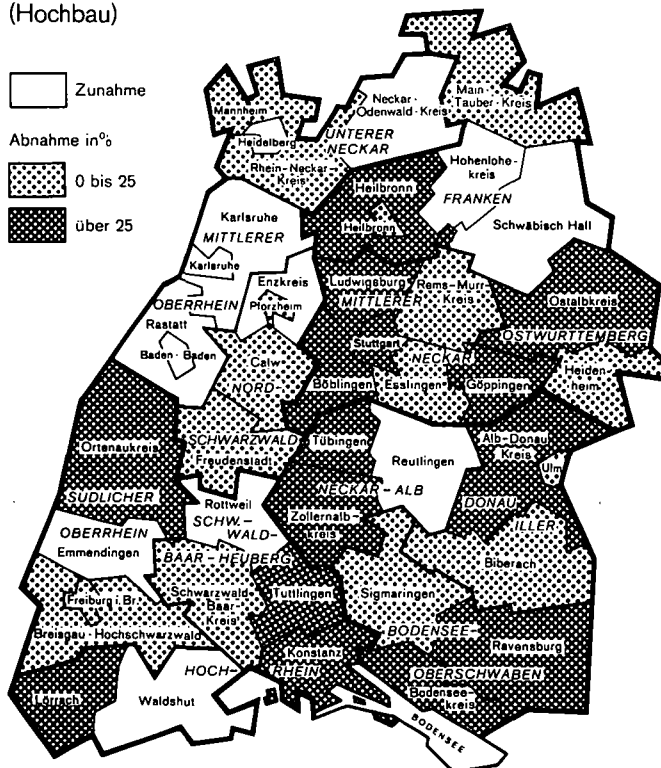 (Hochbau)
Zunahme
Abnahme in %
0 bis 25
über 25
Main-
Tauber-Kreis
Neckar-
Odenwald-Kreis
Mannheim
Heidelberg
UNTERER
NECKAR
Rhein-Neckar-
Kreis
Hohenlohe-
kreis
Heilbronn
FRANKEN
Heilbronn
Schwäbisch Hall
Karlsruhe
MITTLERER
Karlsruhe
Enzkreis
Ludwigsburg
MITTLERER
Rems-Murr-
Kreis
Ostalbkreis
OBERRHEIN
Pforzheim
Rastatt
OSTWURTTEMBERG
Stuttgart
NECKAR
Baden-Baden
Calw
Heiden-
heim
NORD-
Böblingen
Esslingen
Göppingen
Ortenaukreis
SCHWARZWALD
Freudenstadt
Tübingen
Reutlingen
Alb-Donau
Kreis
Ulm
SUDLICHER
NECKAR-ALB
DONAU
Rottweil
SCHW.-
WALD-
Zollernalb-
kreis
ILLER
OBERRHEIN
Emmendingen
BAAR-HEUBERG
Biberach
Freiburg i. Br.
Schwarzwald
Baar-
Kreis
Tuttlingen
Sigmaringen
Breisgau-Hochschwarzwald
BODENSEE-
Ravensburg
Konstanz
HOCH-
RHEIN
OBERSCHWABEN
Lörrach
Waldshut
Bodensee-
kreis
BODENSEE